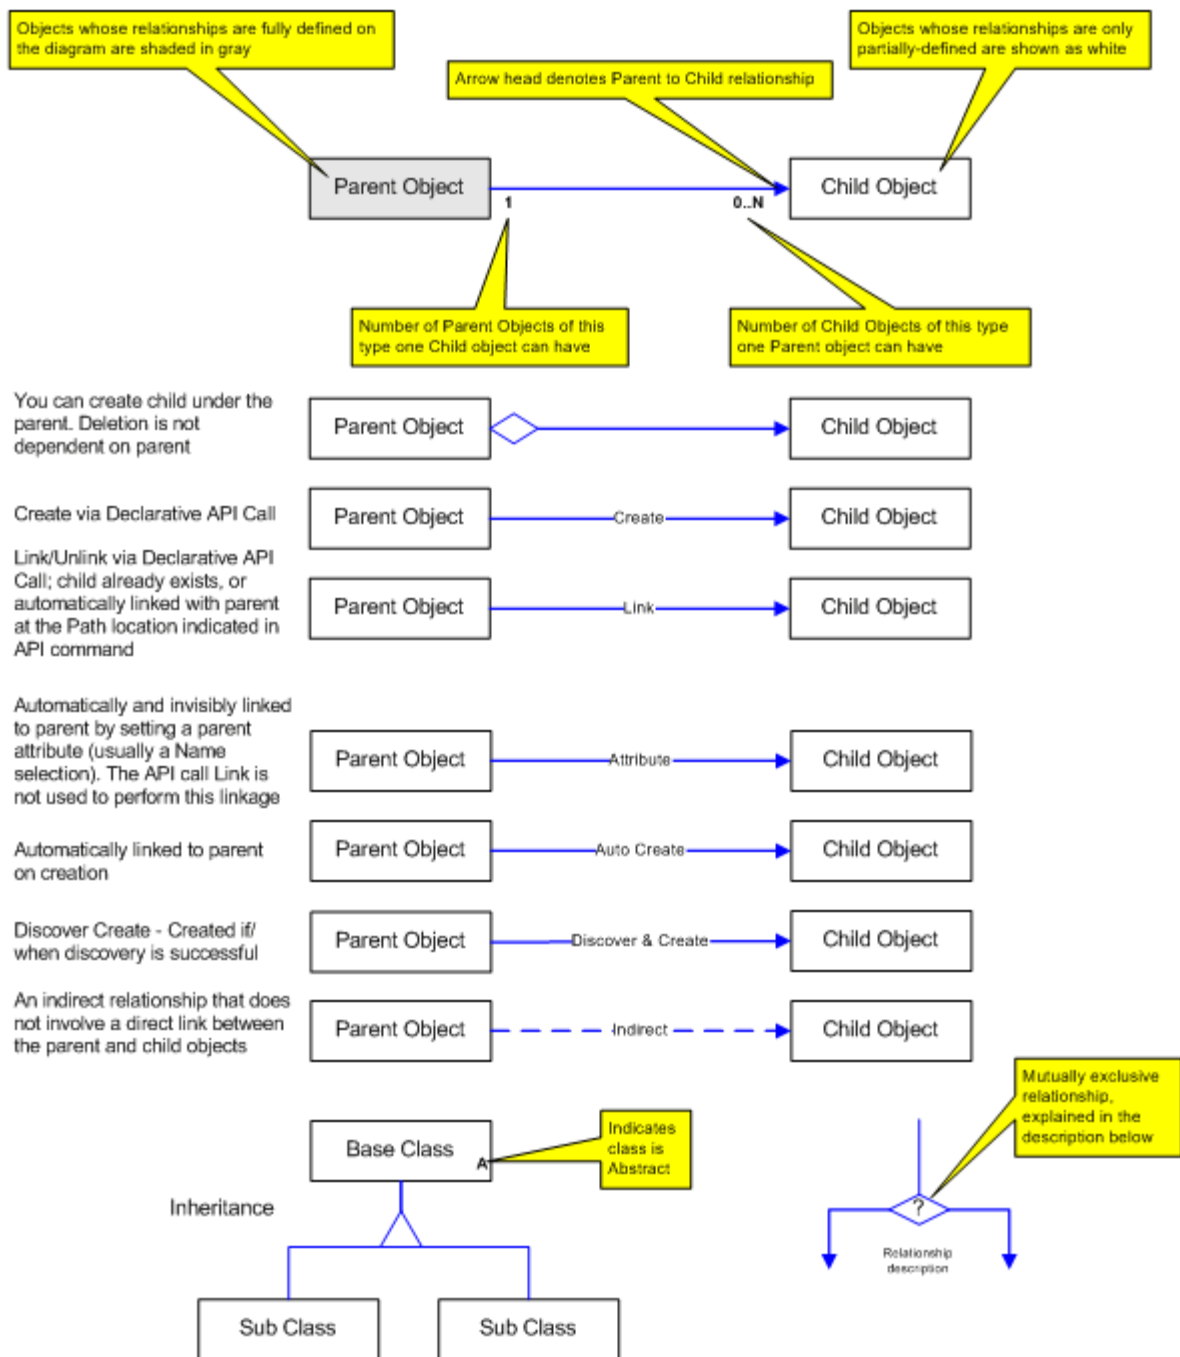 Objects whose relationships are fully defined on
the diagram are shaded in gray
Objects whose relationships are only
partially-defined are shown as white
Arrow head denotes Parent to Child relationship
Parent Object
Child Object
1
0..N
Number of Parent Objects of this
type one Child object can have
Number of Child Objects of this type
one Parent object can have
You can create child under the
parent. Deletion is not
dependent on parent
Parent Object
Child Object
Create via Declarative API Call
Parent Object
Create
Child Object
Link/Unlink via Declarative API
Call; child already exists, or
automatically linked with parent
at the Path location indicated in
API command
Parent Object
Link
Child Object
Automatically and invisibly linked
to parent by setting a parent
attribute (usually a Name
selection). The API call Link is
not used to perform this linkage
Parent Object
Attribute
Child Object
Automatically linked to parent
on creation
Parent Object
Auto Create
Child Object
Discover Create - Created if/
when discovery is successful
Parent Object
Discover & Create
Child Object
An indirect relationship that does
not involve a direct link between
the parent and child objects
Parent Object
Indirect
Child Object
Base Class
A
Indicates
class is
Abstract
Mutually exclusive
relationship,
explained in the
description below
Inheritance
?
Relationship
description
Sub Class
Sub Class